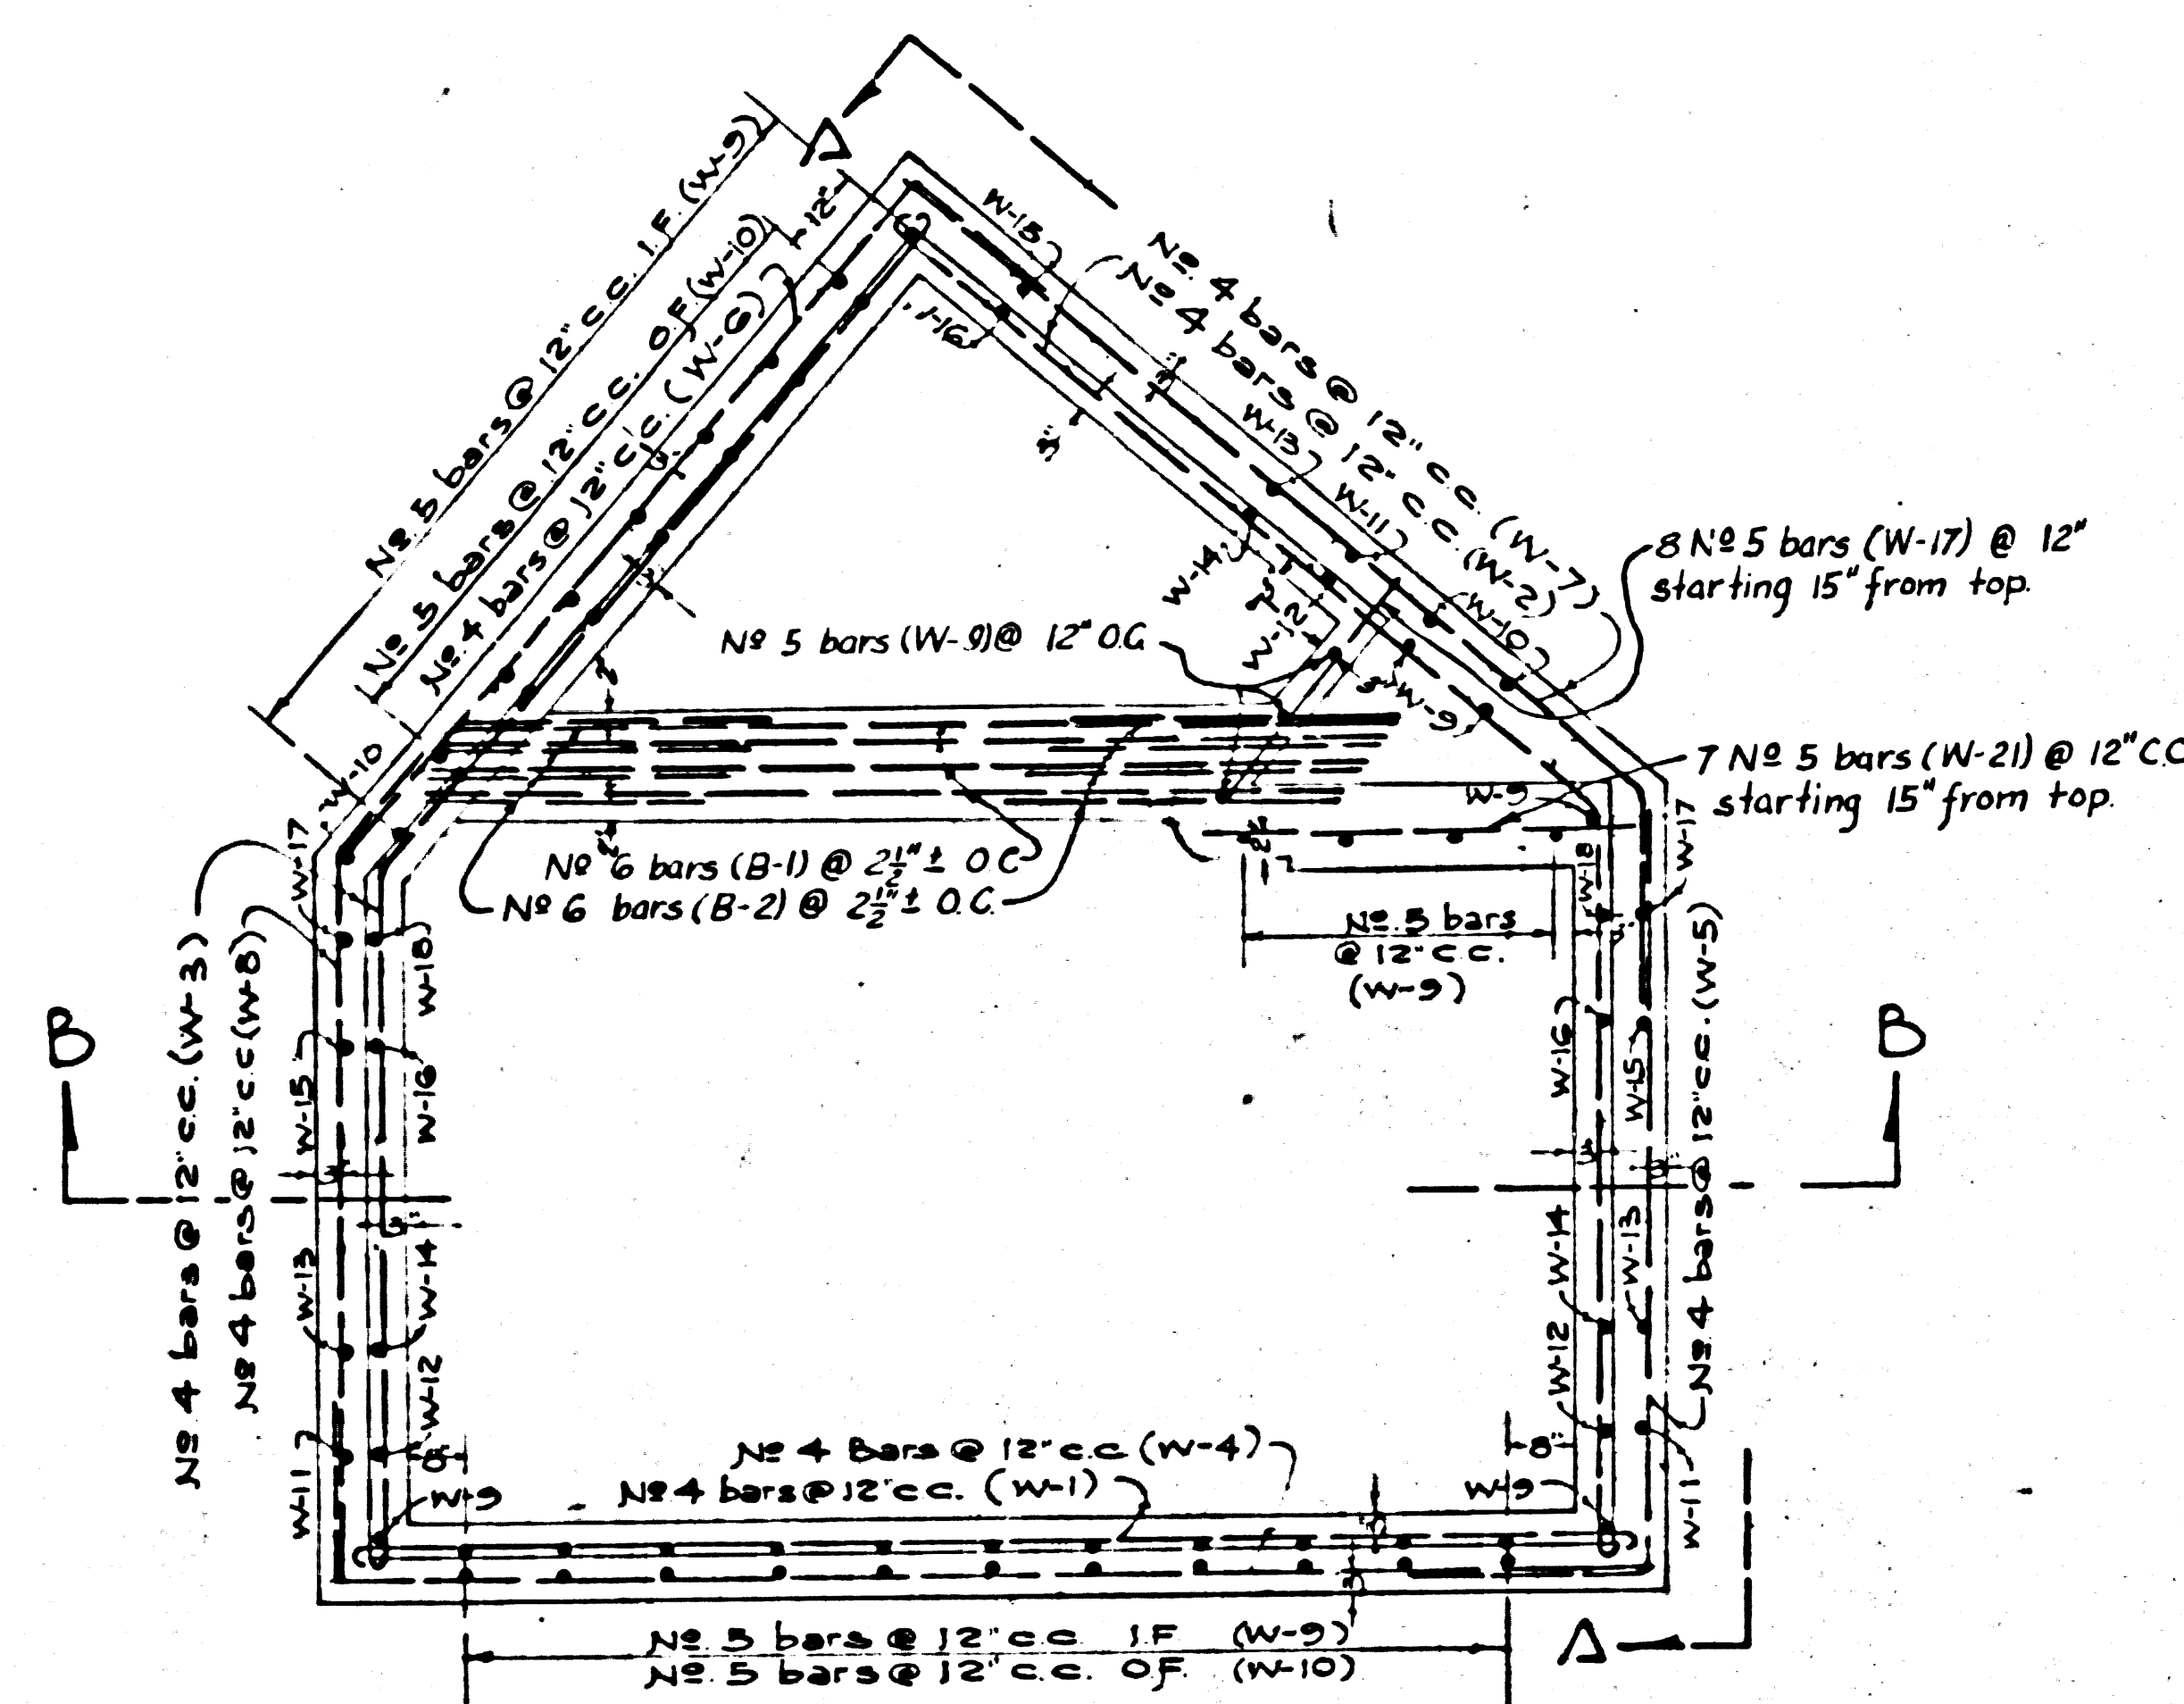 A
12"
No. 5 bars @ 12" c.c. I.F. (W-9)
No. 5 bars @ 12" c.c. O.F. (W-10)
No. 4 bars @ 12" c.c. (W-6)
W-15
No. 4 bars @ 12" c.c. (W-7)
No. 4 bars @ 12" c.c. (W-2)
3"
3"
W-13
W-11
W-14
W-12
W-10
W-9
8 Nº 5 bars (W-17) @ 12"
starting 15" from top.
Nº 5 bars (W-9) @ 12" O.C.
7 Nº 5 bars (W-21) @ 12" C.C.
starting 15" from top.
W-10
W-9
W-17
W-17
W-18
Nº 6 bars (B-1) @ 2½"± O.C.
Nº 6 bars (B-2) @ 2½"± O.C.
No. 5 bars
@ 12" c.c.
(W-9)
B
B
No. 4 bars @ 12" c.c. (W-3)
No. 4 bars @ 12" c.c. (W-8)
W-18
W-15
W-16
W-16
W-15
No. 4 bars @ 12" c.c. (W-5)
3"
W-13
W-14
W-14
W-13
W-12
W-12
W-11
W-11
8"
8"
No. 4 Bars @ 12" c.c. (W-4)
No. 4 bars @ 12" c.c. (W-1)
W-9
W-9
No. 5 bars @ 12" c.c. I.F. (W-9)
No. 5 bars @ 12" c.c. O.F. (W-10)
A